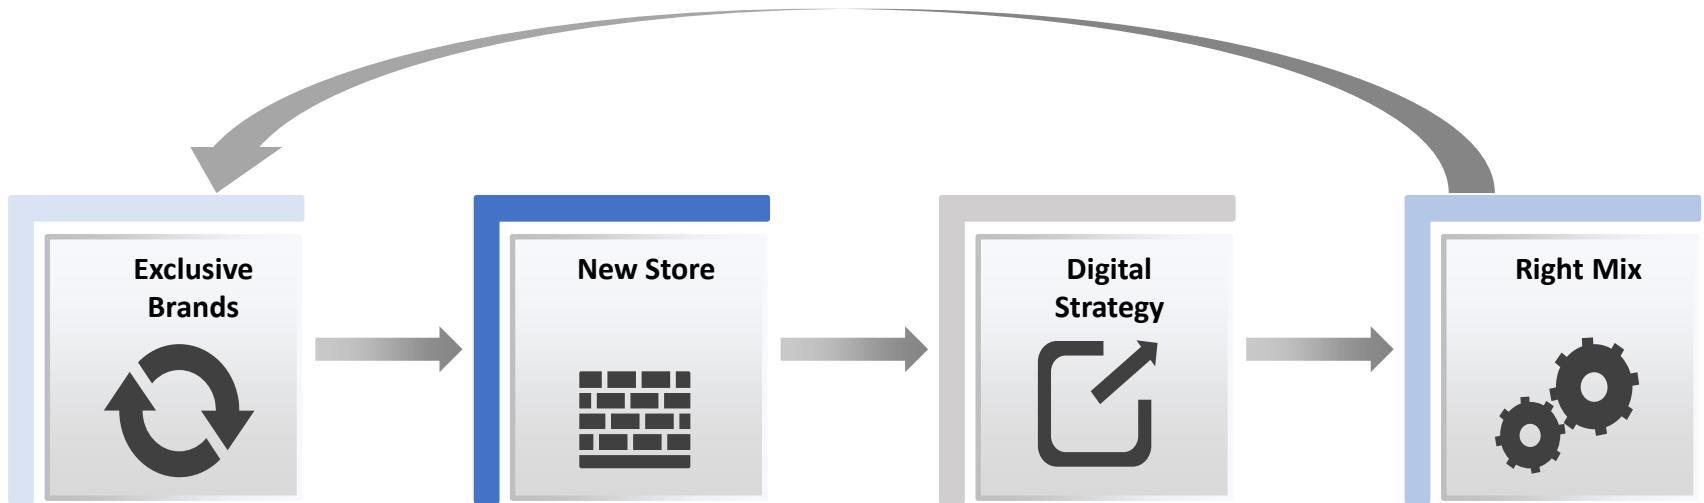 Exclusive
Brands
New Store
Digital
Strategy
Right Mix